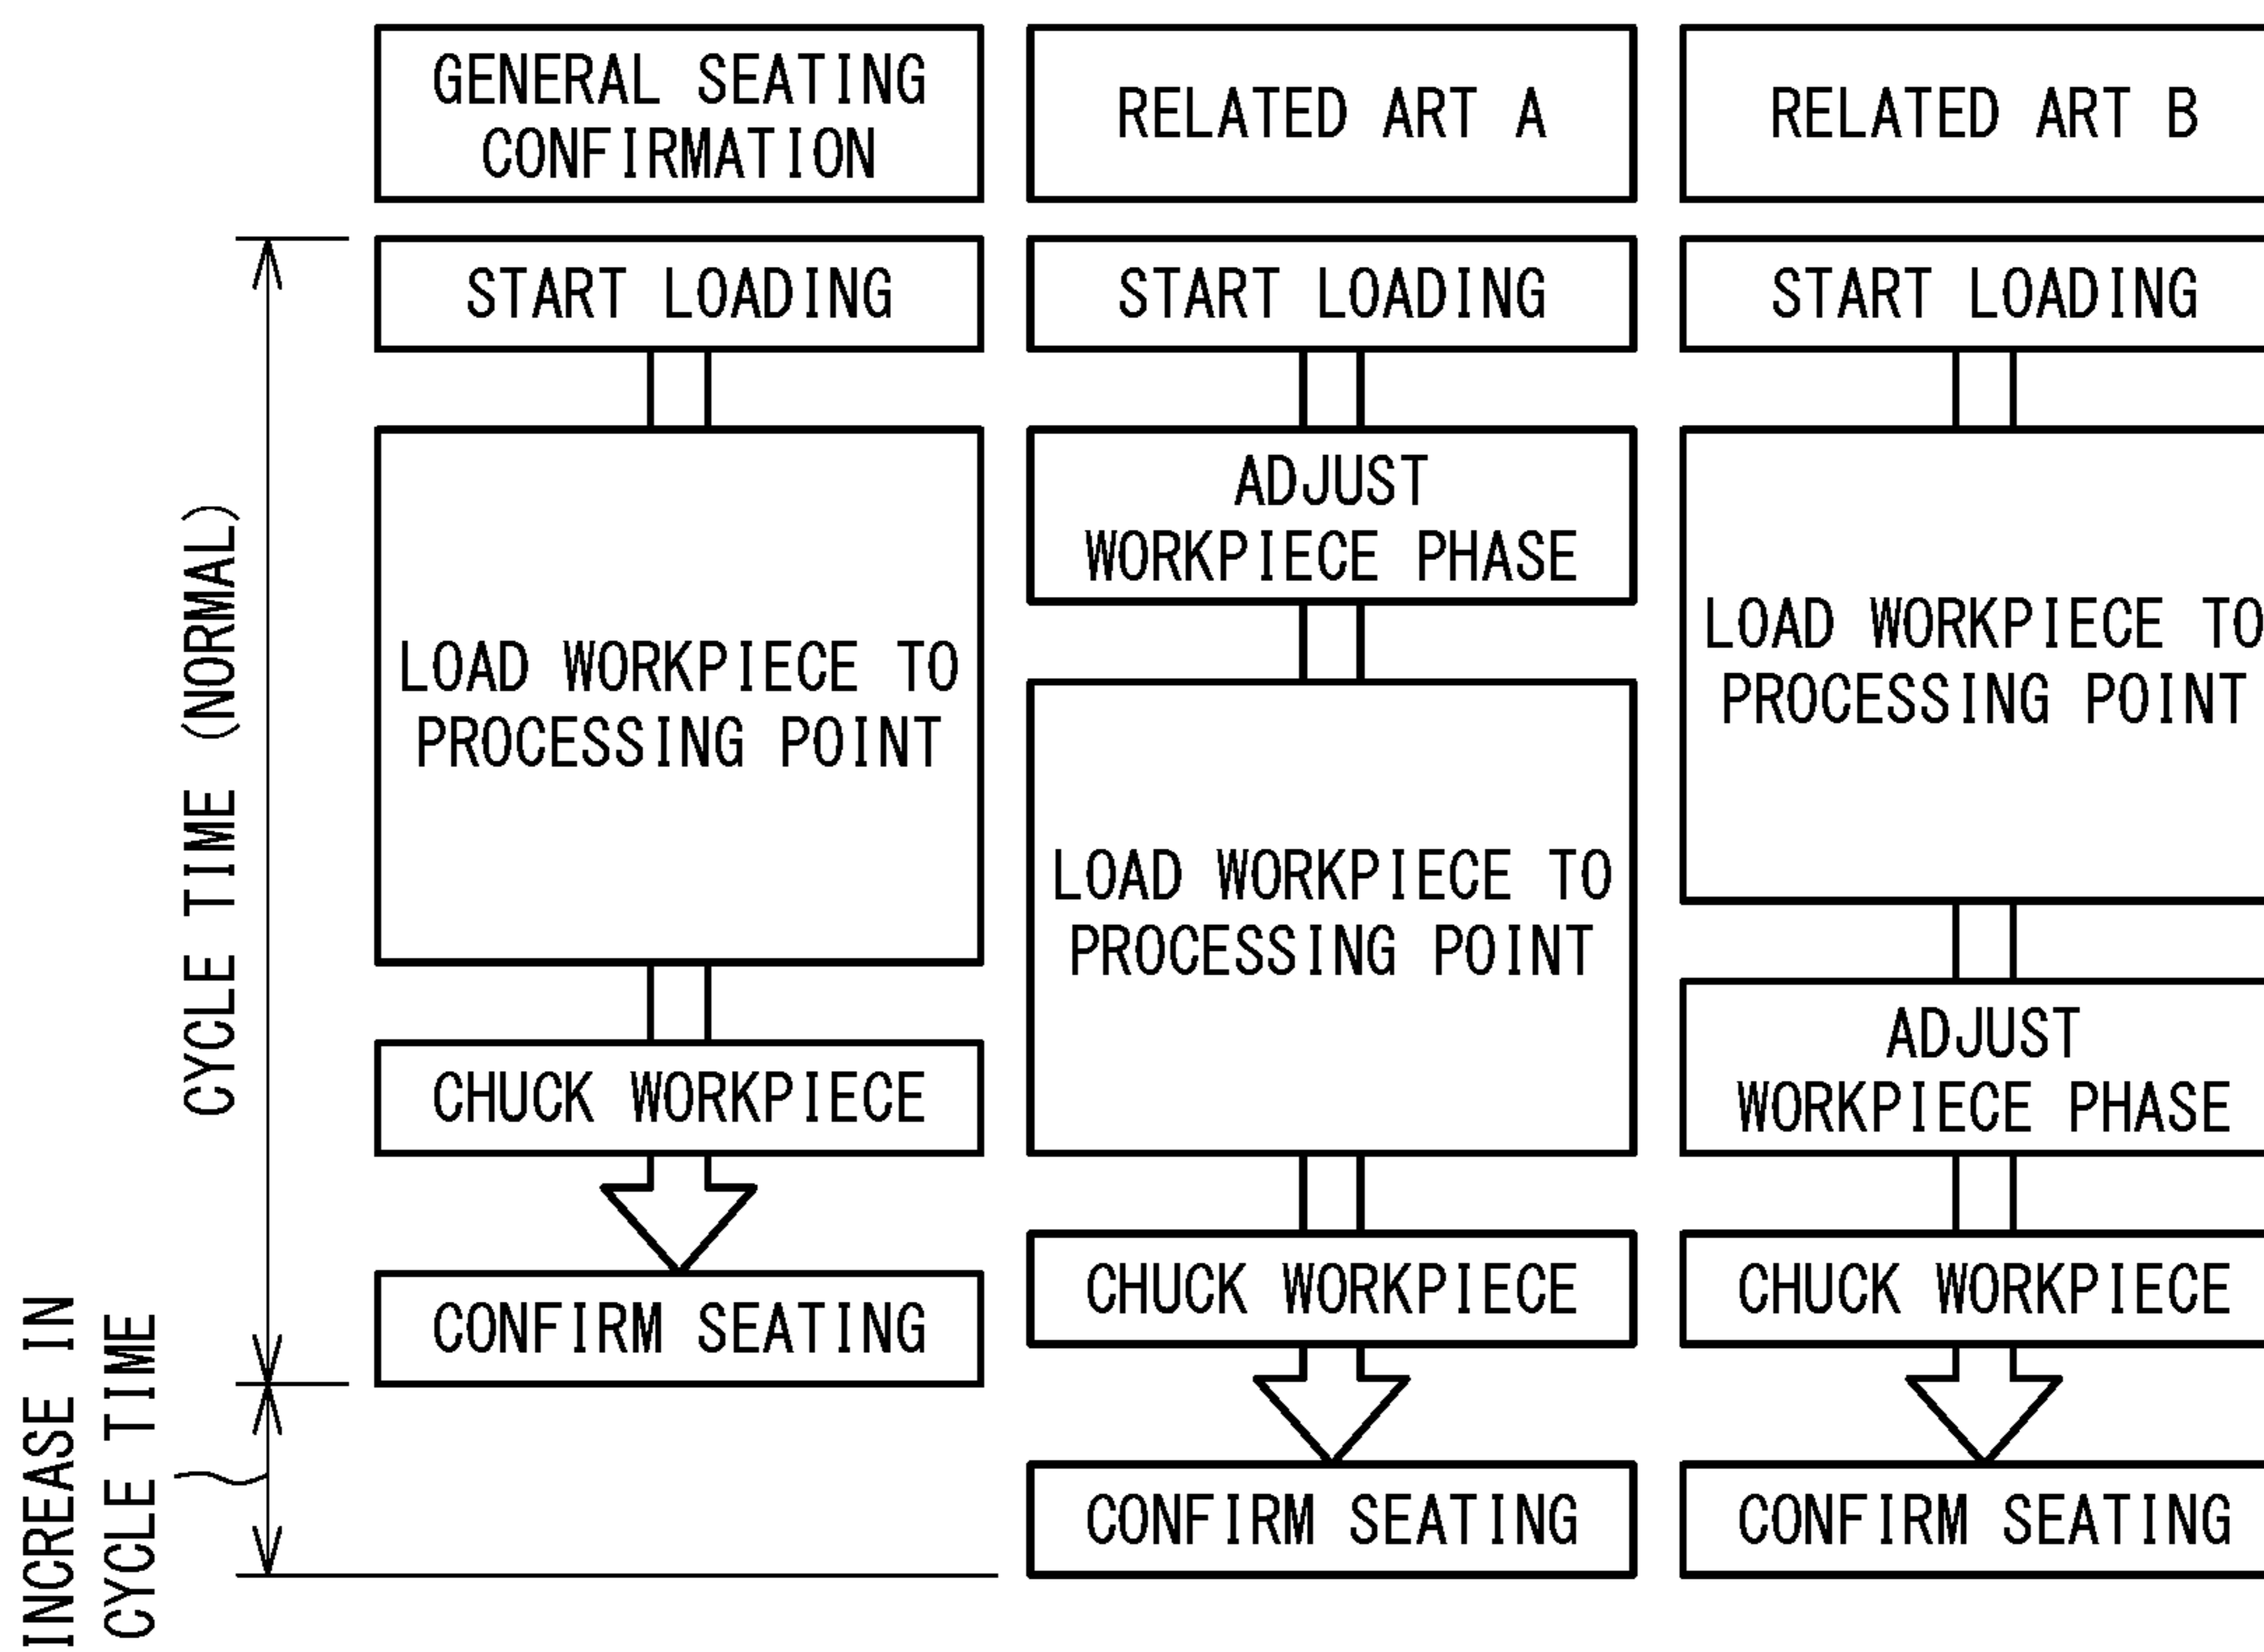 GENERAL SEATING
CONFIRMATION
START LOADING
LOAD WORKPIECE TO
PROCESSING POINT
CHUCK WORKPIECE
CONFIRM SEATING
RELATED ART A
START LOADING
ADJUST
WORKPIECE PHASE
LOAD WORKPIECE TO
PROCESSING POINT
CHUCK WORKPIECE
CONFIRM SEATING
RELATED ART B
START LOADING
LOAD WORKPIECE TO
PROCESSING POINT
ADJUST
WORKPIECE PHASE
CHUCK WORKPIECE
CONFIRM SEATING
CYCLE TIME (NORMAL)
INCREASE IN
CYCLE TIME